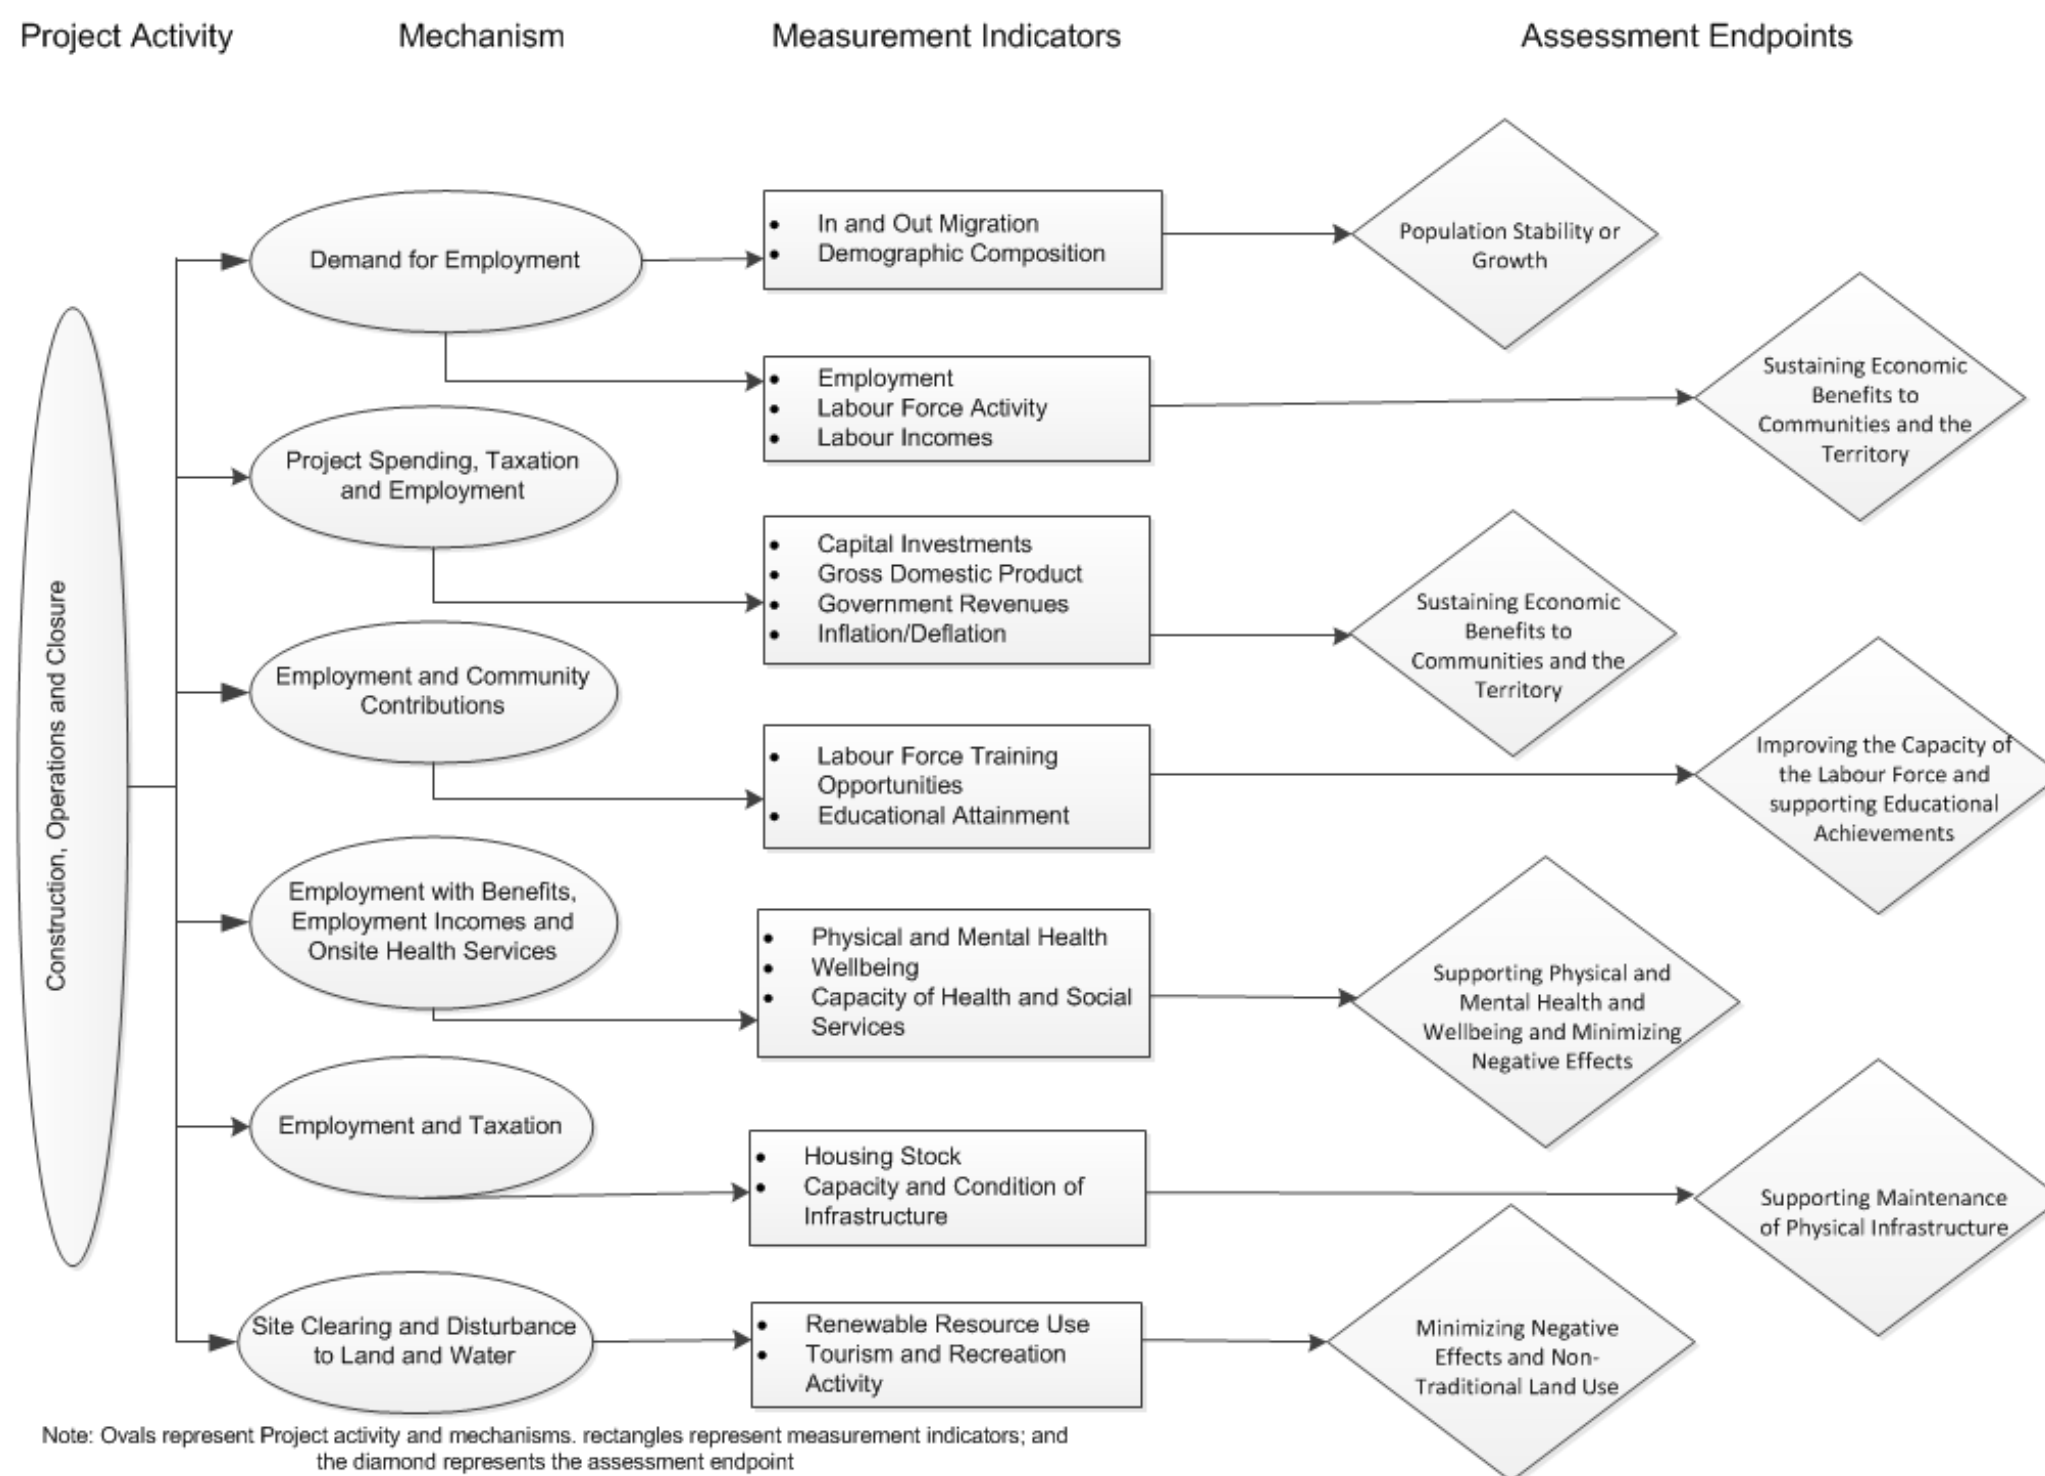 Project Activity
Mechanism
Measurement Indicators
Assessment Endpoints
Construction, Operations and Closure
Demand for Employment
• In and Out Migration
• Demographic Composition
Population Stability or
Growth
• Employment
• Labour Force Activity
• Labour Incomes
Sustaining Economic
Benefits to
Communities and the
Territory
Project Spending, Taxation
and Employment
• Capital Investments
• Gross Domestic Product
• Government Revenues
• Inflation/Deflation
Sustaining Economic
Benefits to
Communities and the
Territory
Employment and Community
Contributions
• Labour Force Training
Opportunities
• Educational Attainment
Improving the Capacity of
the Labour Force and
supporting Educational
Achievements
Employment with Benefits,
Employment Incomes and
Onsite Health Services
• Physical and Mental Health
• Wellbeing
• Capacity of Health and Social
Services
Supporting Physical and
Mental Health and
Wellbeing and Minimizing
Negative Effects
Employment and Taxation
• Housing Stock
• Capacity and Condition of
Infrastructure
Supporting Maintenance
of Physical Infrastructure
Site Clearing and Disturbance
to Land and Water
• Renewable Resource Use
• Tourism and Recreation
Activity
Minimizing Negative
Effects and Non-
Traditional Land Use
Note: Ovals represent Project activity and mechanisms. rectangles represent measurement indicators; and
the diamond represents the assessment endpoint